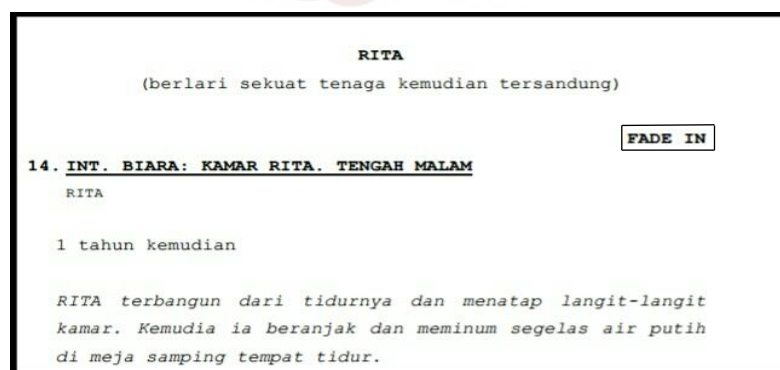 RITA
(berlari sekuat tenaga kemudian tersandung)
FADE IN
14. INT. BIARA: KAMAR RITA. TENGAH MALAM
RITA
1 tahun kemudian
RITA terbangun dari tidurnya dan menatap langit-langit
kamar. Kemudia ia beranjak dan meminum segelas air putih
di meja samping tempat tidur.